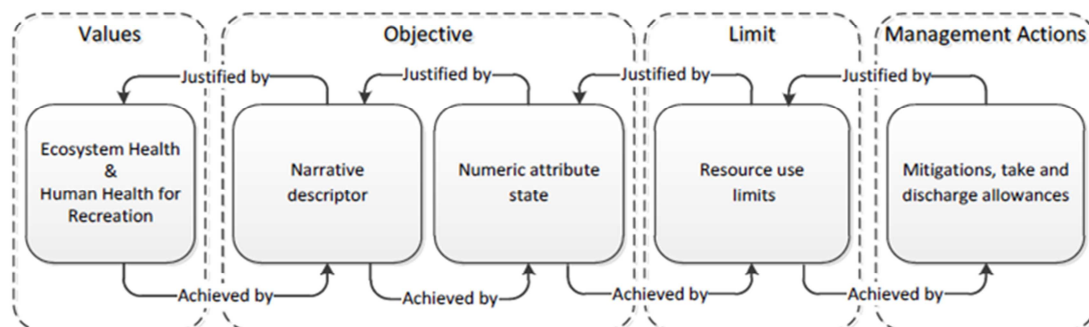 Values
Objective
Limit
Management Actions
Justified by
Justified by
Justified by
Justified by
Ecosystem Health
&
Human Health for
Recreation
Narrative
descriptor
Numeric attribute
state
Resource use
limits
Mitigations, take and
discharge allowances
Achieved by
Achieved by
Achieved by
Achieved by